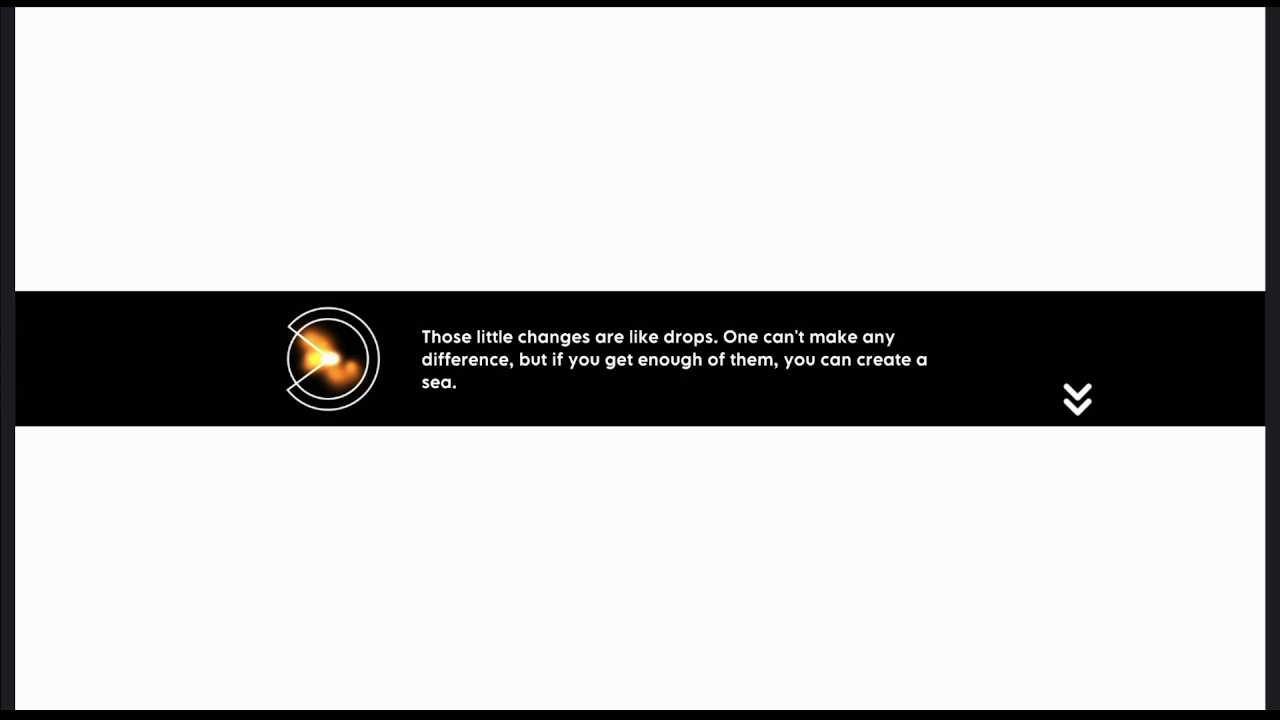 Those little changes are like drops. One can't make any
difference, but if you get enough of them, you can create a
sea.